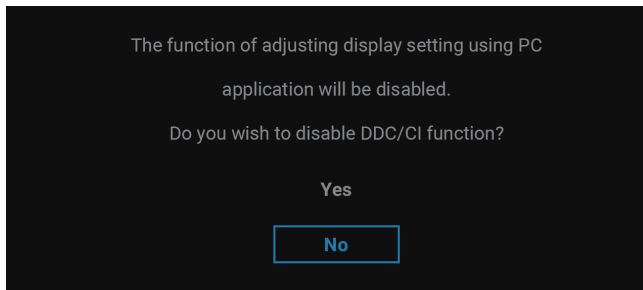 The function of adjusting display setting using PC
application will be disabled.
Do you wish to disable DDC/CI function?
Yes
No